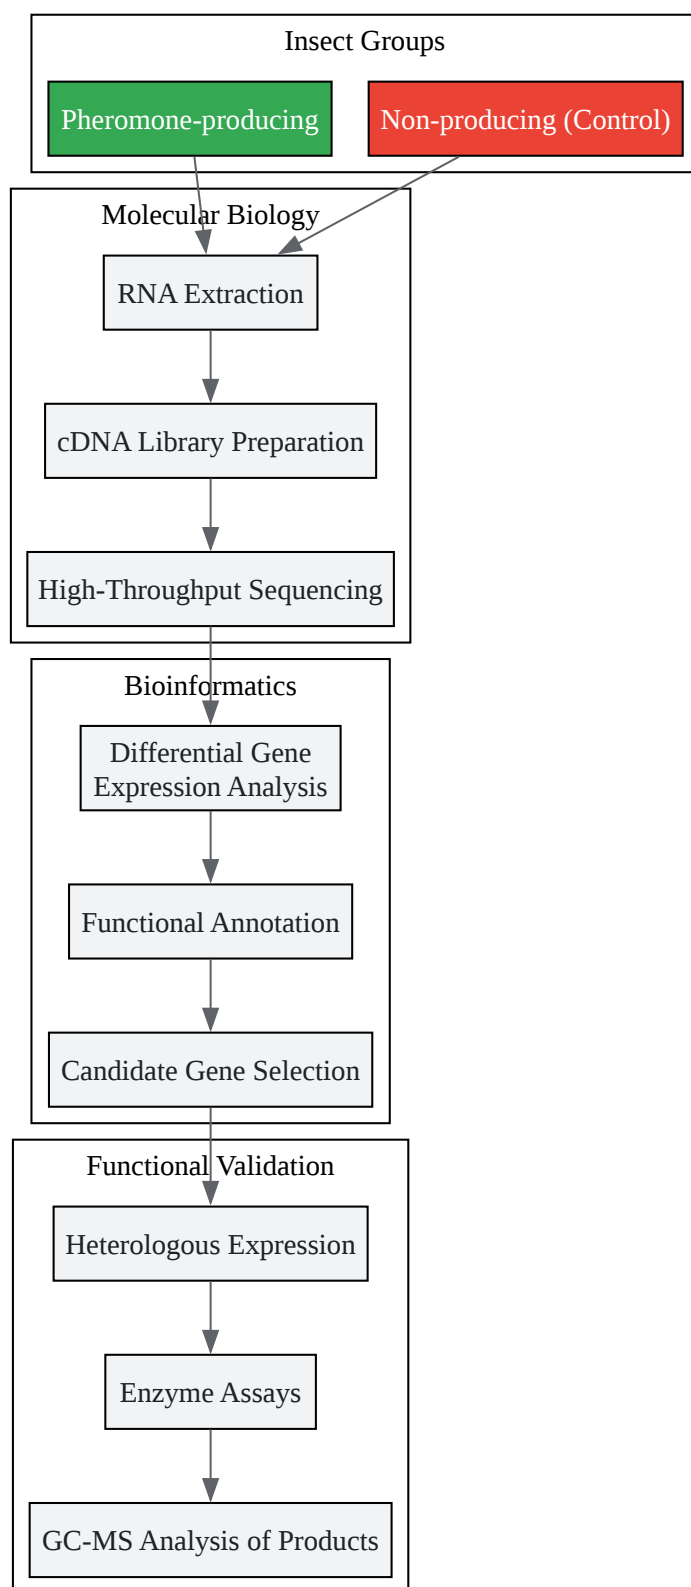 Insect Groups
Pheromone-producing
Non-producing (Control)
Molecular Biology
RNA Extraction
cDNA Library Preparation
High-Throughput Sequencing
Bioinformatics
Differential Gene
Expression Analysis
Functional Annotation
Candidate Gene Selection
Functional Validation
Heterologous Expression
Enzyme Assays
GC-MS Analysis of Products